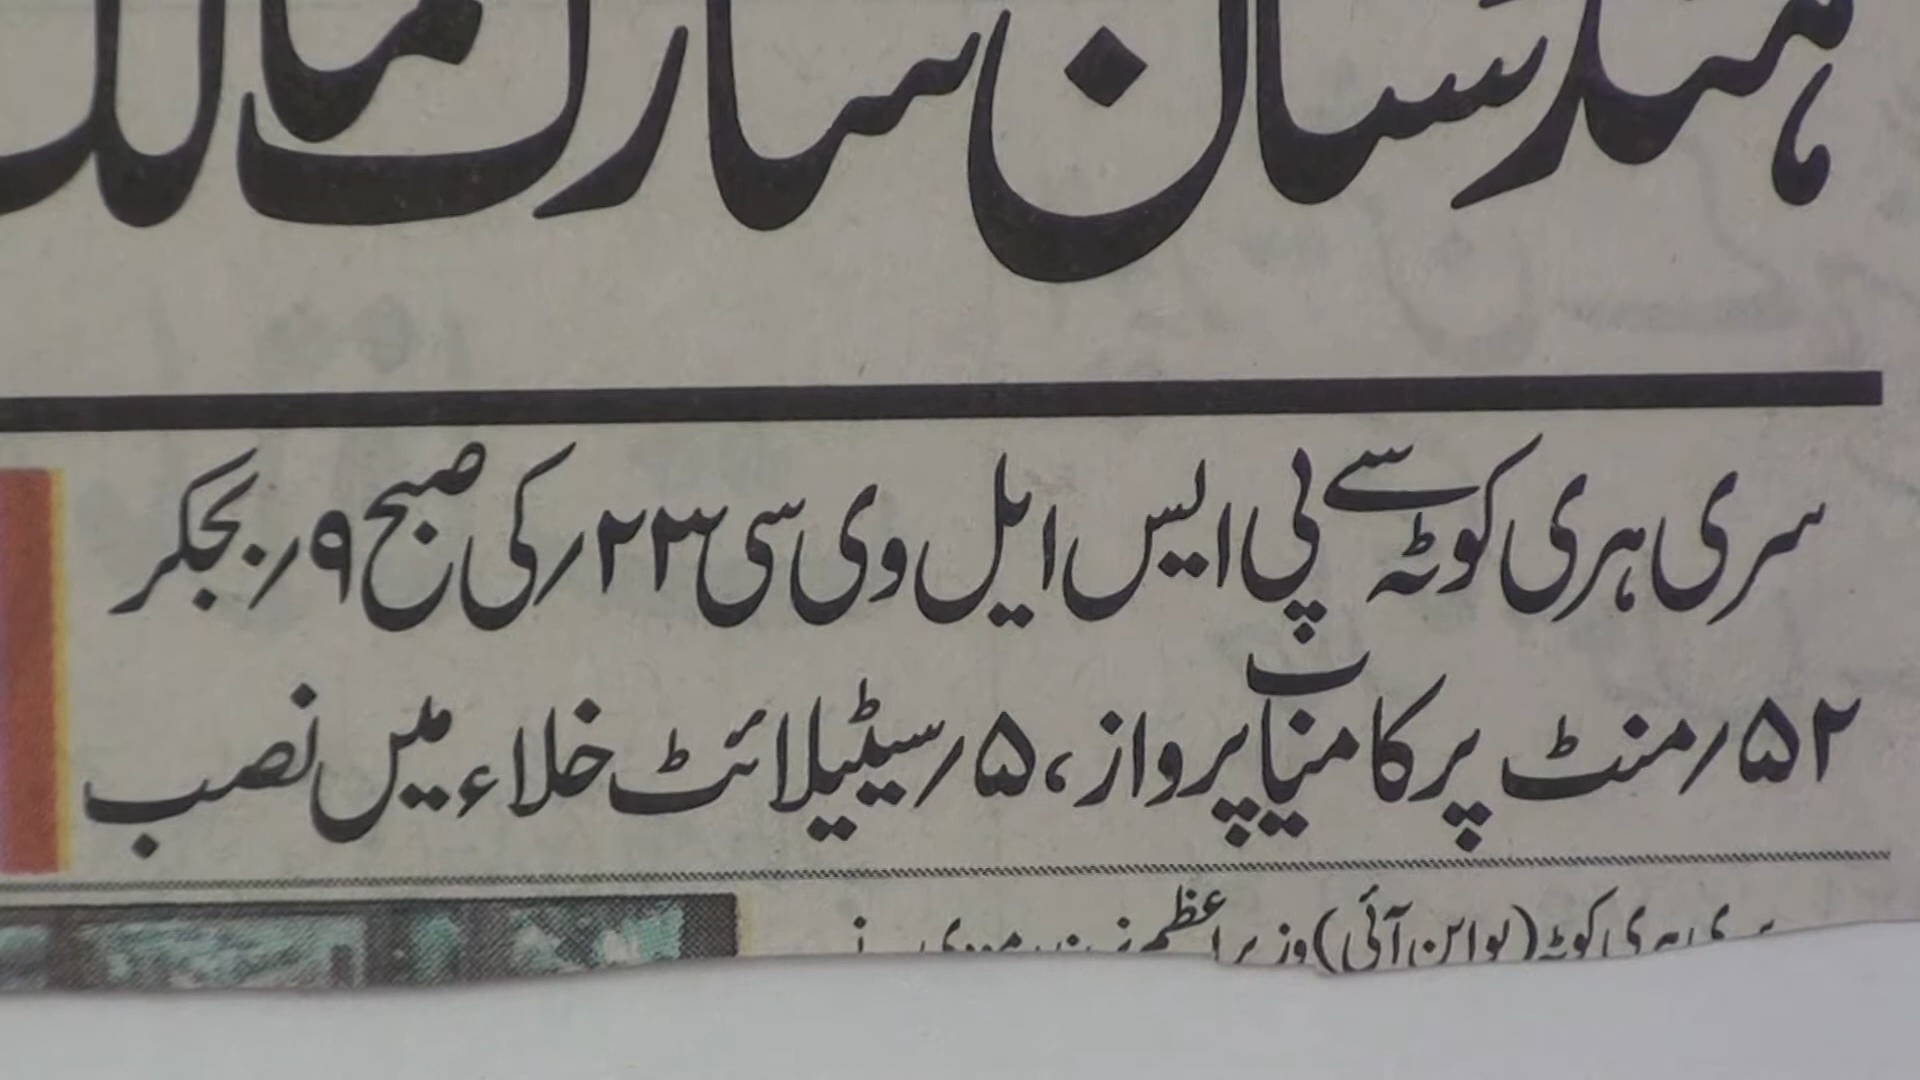 ہندستان سارک ممالک
سری ہری کوٹہ سے پی ایس ایل وی سی ۲۳؍ کی صبح ۹؍ بجکر
۵۲؍ منٹ پر کامیاب پرواز، ۵؍ سیٹیلائٹ خلاء میں نصب
سری ہری کوٹہ (یو این آئی) وزیر اعظم نریندر مودی نے